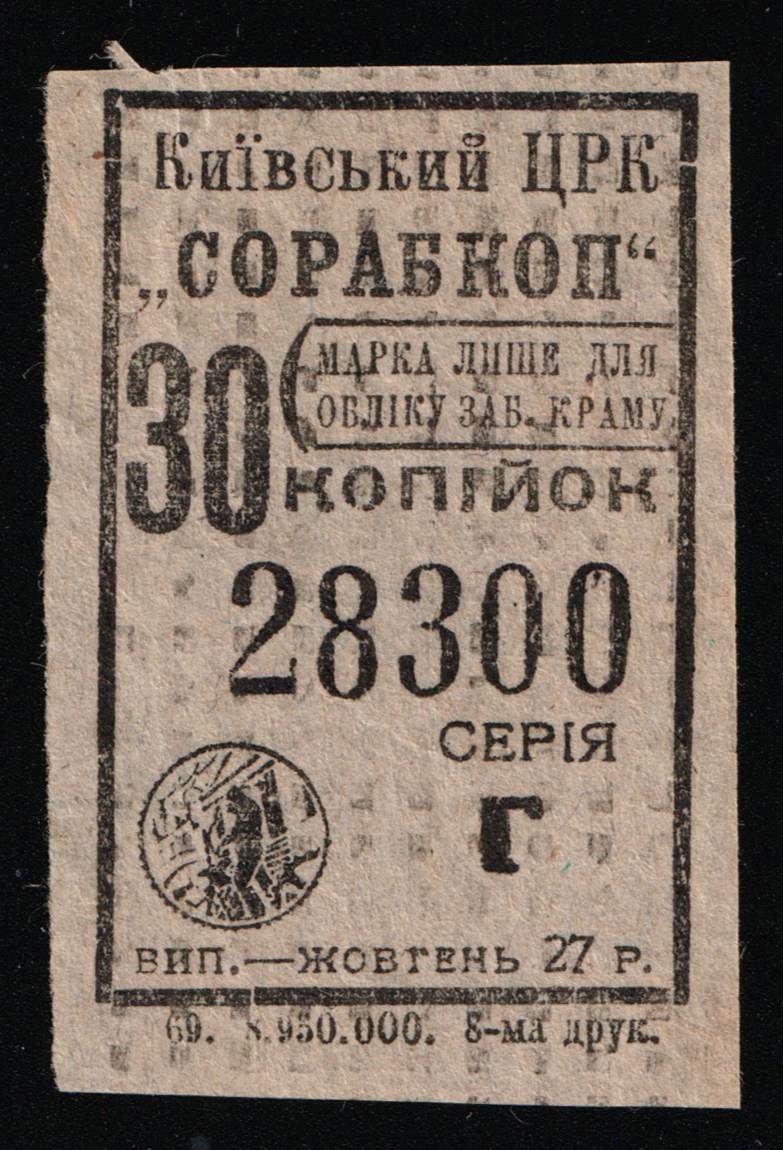 Київський ЦРК
„СОРАБКОП“
МАРКА ЛИШЕ ДЛЯ
ОБЛІКУ ЗАБ. КРАМУ
30 КОПІЙОК
28300
СЕРІЯ
Г
ВИП.—ЖОВТЕНЬ 27 Р.
69. 8.950.000. 8-ма друк.